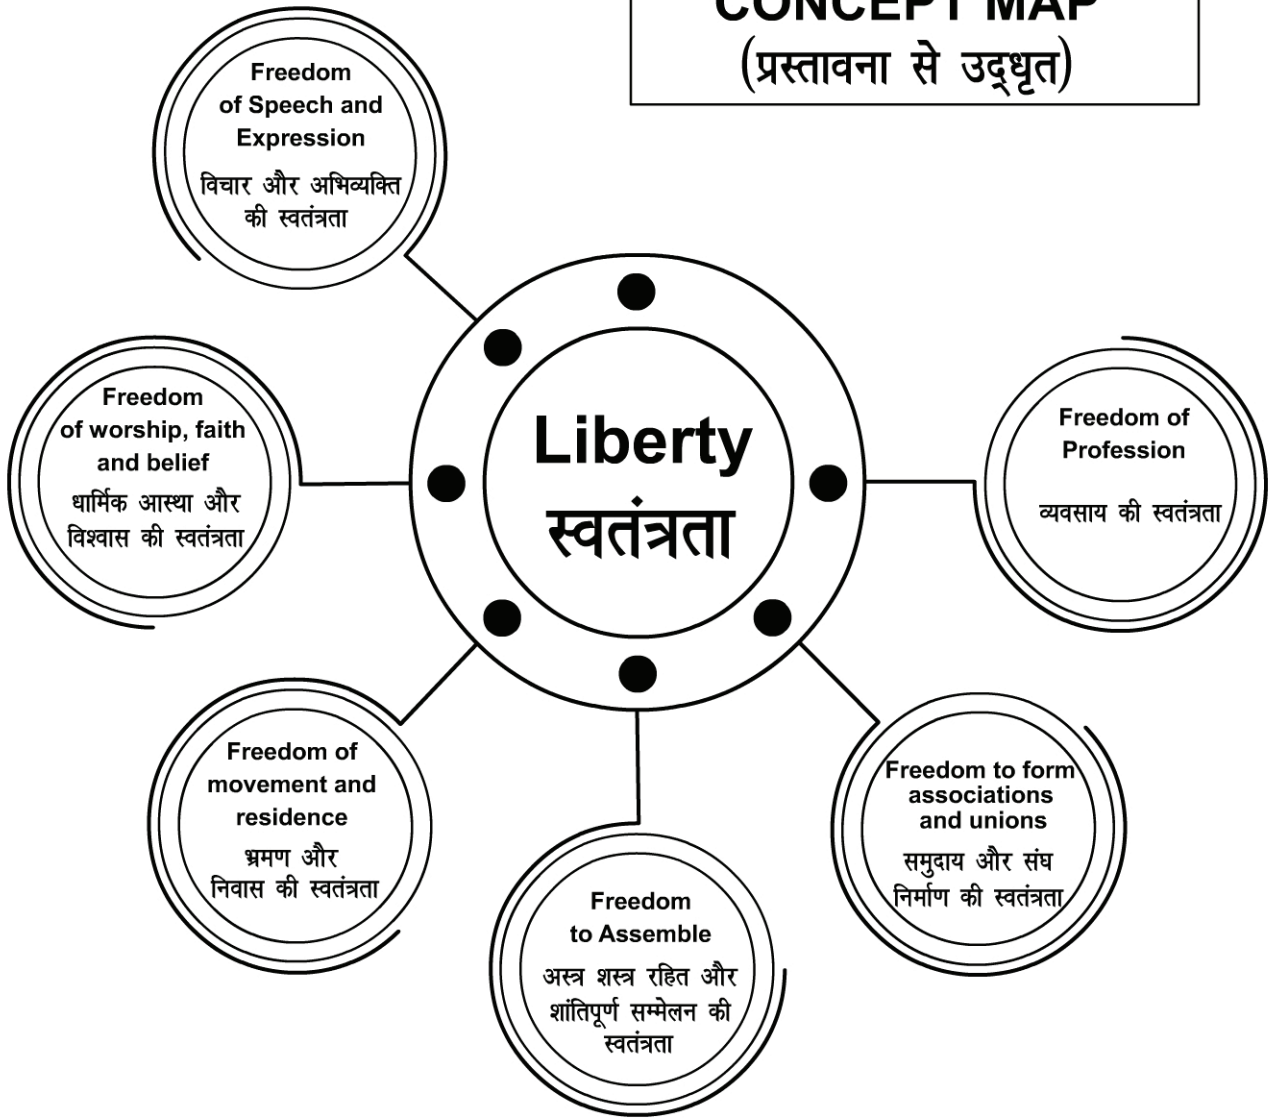 CONCEPT MAP
(प्रस्तावना से उद्धृत)
Freedom
of Speech and
Expression
विचार और अभिव्यक्ति
की स्वतंत्रता
Freedom
of worship, faith
and belief
धार्मिक आस्था और
विश्वास की स्वतंत्रता
Liberty
स्वतंत्रता
Freedom of
Profession
व्यवसाय की स्वतंत्रता
Freedom of
movement and
residence
भ्रमण और
निवास की स्वतंत्रता
Freedom to form
associations
and unions
समुदाय और संघ
निर्माण की स्वतंत्रता
Freedom
to Assemble
अस्त्र शस्त्र रहित और
शांतिपूर्ण सम्मेलन की
स्वतंत्रता